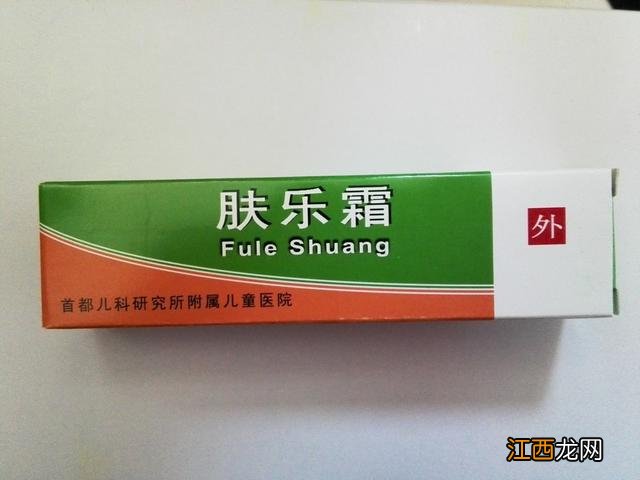 肤乐霜
Fule Shuang
外
首都儿科研究所附属儿童医院
江西龙网